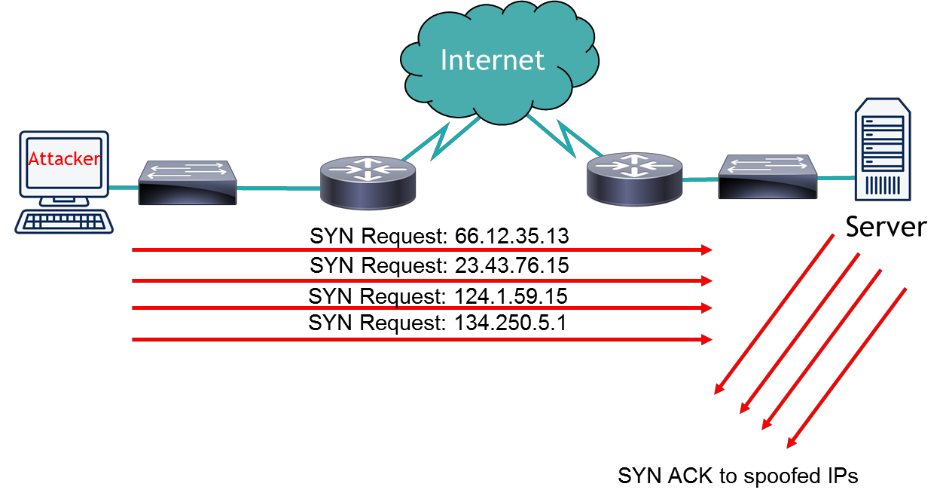 Internet
Attacker
Server
SYN Request: 66.12.35.13
SYN Request: 23.43.76.15
SYN Request: 124.1.59.15
SYN Request: 134.250.5.1
SYN ACK to spoofed IPs